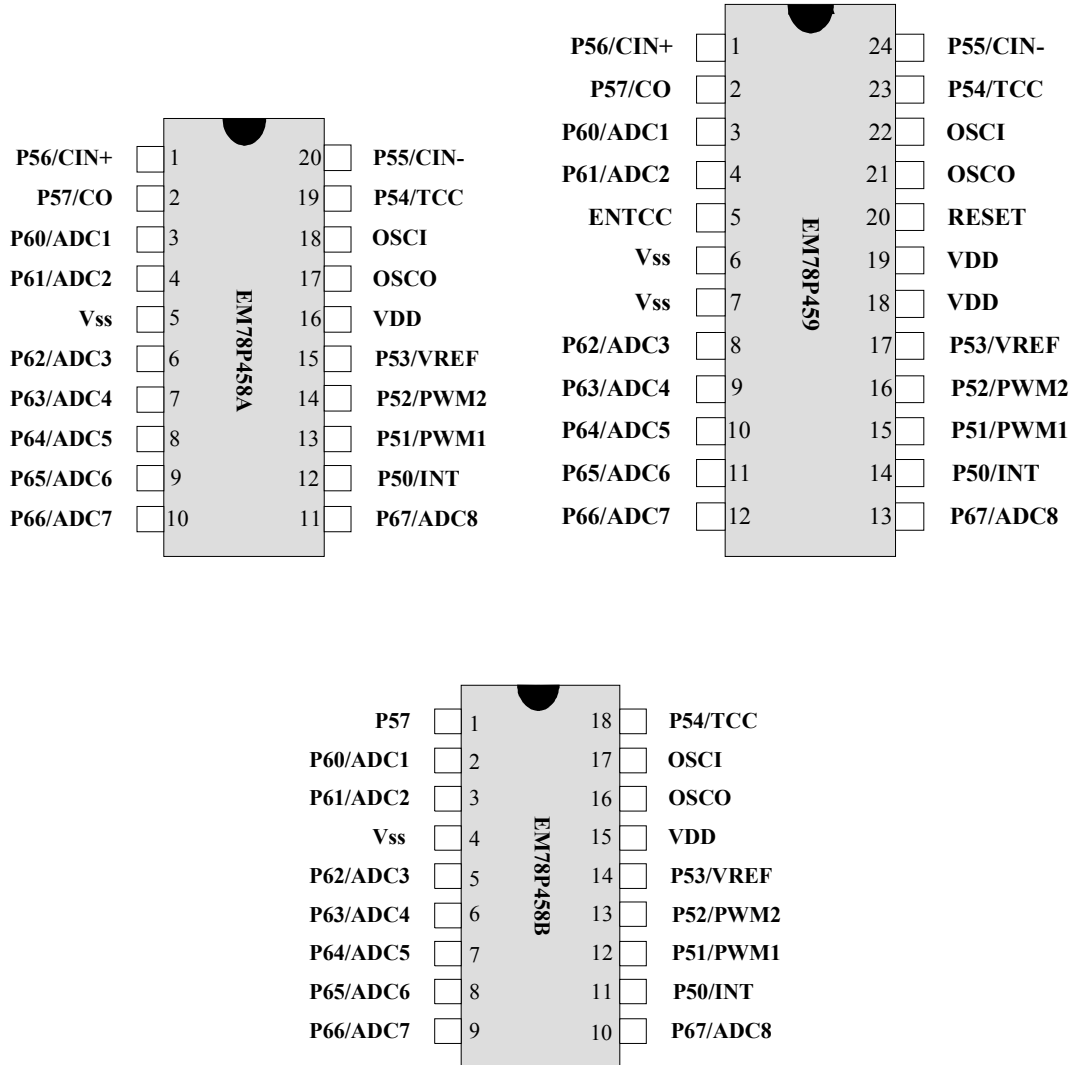 P56/CIN+ 1 20 P55/CIN-
P57/CO 2 19 P54/TCC
P60/ADC1 3 18 OSCI
P61/ADC2 4 17 OSCO
Vss 5 16 VDD
P62/ADC3 6 15 P53/VREF
P63/ADC4 7 14 P52/PWM2
P64/ADC5 8 13 P51/PWM1
P65/ADC6 9 12 P50/INT
P66/ADC7 10 11 P67/ADC8
EM78P458A
P56/CIN+ 1 24 P55/CIN-
P57/CO 2 23 P54/TCC
P60/ADC1 3 22 OSCI
P61/ADC2 4 21 OSCO
ENTCC 5 20 RESET
Vss 6 19 VDD
Vss 7 18 VDD
P62/ADC3 8 17 P53/VREF
P63/ADC4 9 16 P52/PWM2
P64/ADC5 10 15 P51/PWM1
P65/ADC6 11 14 P50/INT
P66/ADC7 12 13 P67/ADC8
EM78P459
P57 1 18 P54/TCC
P60/ADC1 2 17 OSCI
P61/ADC2 3 16 OSCO
Vss 4 15 VDD
P62/ADC3 5 14 P53/VREF
P63/ADC4 6 13 P52/PWM2
P64/ADC5 7 12 P51/PWM1
P65/ADC6 8 11 P50/INT
P66/ADC7 9 10 P67/ADC8
EM78P458B